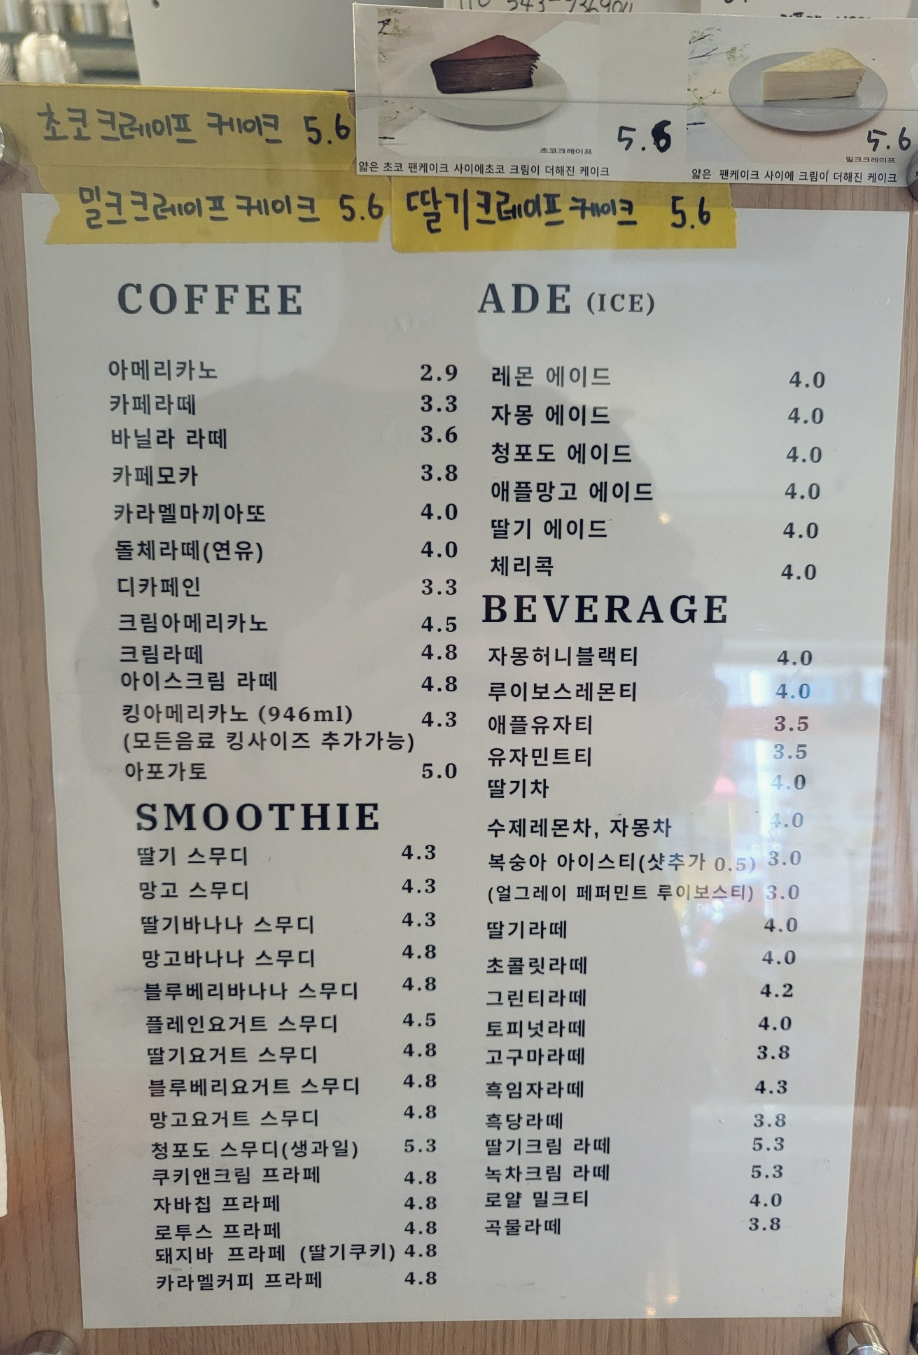 초코크레이프 케이크 5.6
초코크레이프
5.6
얇은 초코 팬케이크 사이에초코 크림이 더해진 케이크
5.6
밀크크레이프
얇은 팬케이크 사이에 크림이 더해진 케이크
밀크크레이프 케이크 5.6
딸기크레이프케이크 5.6
COFFEE
아메리카노 2.9
카페라떼 3.3
바닐라 라떼 3.6
카페모카 3.8
카라멜마끼아또 4.0
돌체라떼(연유) 4.0
디카페인 3.3
크림아메리카노 4.5
크림라떼 4.8
아이스크림 라떼 4.8
킹아메리카노 (946ml) 4.3
(모든음료 킹사이즈 추가가능)
아포가토 5.0
SMOOTHIE
딸기 스무디 4.3
망고 스무디 4.3
딸기바나나 스무디 4.3
망고바나나 스무디 4.8
블루베리바나나 스무디 4.8
플레인요거트 스무디 4.5
딸기요거트 스무디 4.8
블루베리요거트 스무디 4.8
망고요거트 스무디 4.8
청포도 스무디(생과일) 5.3
쿠키앤크림 프라페 4.8
자바칩 프라페 4.8
로투스 프라페 4.8
돼지바 프라페 (딸기쿠키) 4.8
카라멜커피 프라페 4.8
ADE (ICE)
레몬 에이드 4.0
자몽 에이드 4.0
청포도 에이드 4.0
애플망고 에이드 4.0
딸기 에이드 4.0
체리콕 4.0
BEVERAGE
자몽허니블랙티 4.0
루이보스레몬티 4.0
애플유자티 3.5
유자민트티 3.5
딸기차 4.0
수제레몬차, 자몽차 4.0
복숭아 아이스티(샷추가 0.5) 3.0
(얼그레이 페퍼민트 루이보스티) 3.0
딸기라떼 4.0
초콜릿라떼 4.0
그린티라떼 4.2
토피넛라떼 4.0
고구마라떼 3.8
흑임자라떼 4.3
흑당라떼 3.8
딸기크림 라떼 5.3
녹차크림 라떼 5.3
로얄 밀크티 4.0
곡물라떼 3.8